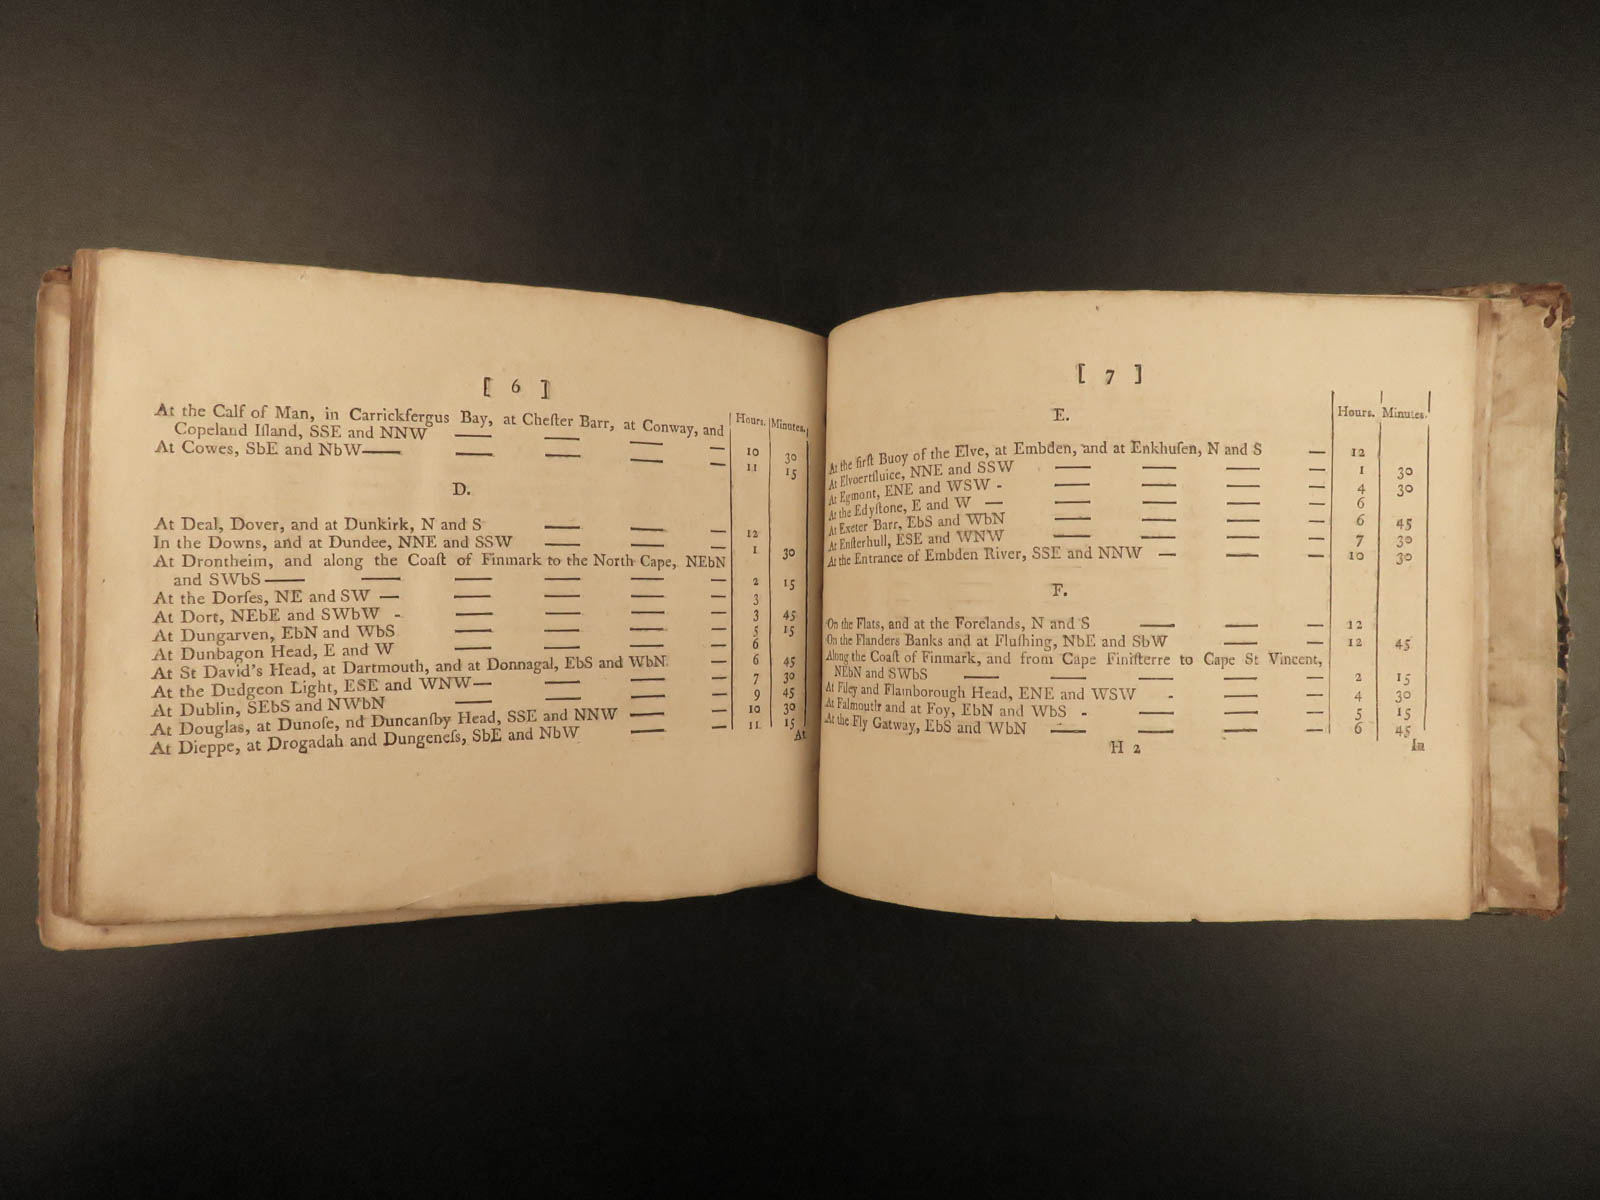 [ 6 ]
Hours. Minutes.
At the Calf of Man, in Carrickfergus Bay, at Cheſter Barr, at Conway, and
Copeland Iſland, SSE and NNW — — — — 10 30
At Cowes, SbE and NbW— — — — — 11 15
D.
At Deal, Dover, and at Dunkirk, N and S — — — 12
In the Downs, and at Dundee, NNE and SSW — — — 1 30
At Drontheim, and along the Coaſt of Finmark to the North Cape, NEbN
and SWbS — — — — — — 2 15
At the Dorſes, NE and SW — — — — — 3
At Dort, NEbE and SWbW - — — — — 3 45
At Dungarven, EbN and WbS — — — — 5 15
At Dunbagon Head, E and W — — — — 6
At St David's Head, at Dartmouth, and at Donnagal, EbS and WbN. — 6 45
At the Dudgeon Light, ESE and WNW— — — — 7 30
At Dublin, SEbS and NWbN — — — — 9 45
At Douglas, at Dunoſe, nd Duncanſby Head, SSE and NNW — — 10 30
At Dieppe, at Drogadah and Dungeneſs, SbE and NbW — — 11 15
At
[ 7 ]
Hours. Minutes.
E.
At the firſt Buoy of the Elve, at Embden, and at Enkhuſen, N and S — 12
At Elvoertſluice, NNE and SSW — — — — 1 30
At Egmont, ENE and WSW - — — — — 4 30
At the Edyſtone, E and W — — — — — 6
At Exeter Barr, EbS and WbN — — — — 6 45
At Enſterhull, ESE and WNW — — — — 7 30
At the Entrance of Embden River, SSE and NNW — — — 10 30
F.
On the Flats, and at the Forelands, N and S — — — 12
On the Flanders Banks and at Fluſhing, NbE and SbW — — 12 45
Along the Coaſt of Finmark, and from Cape Finiſterre to Cape St Vincent,
NEbN and SWbS — — — — 2 15
At Filey and Flamborough Head, ENE and WSW - — — 4 30
At Falmouth and at Foy, EbN and WbS - — — — 5 15
At the Fly Gatway, EbS and WbN — — — — 6 45
H 2
In